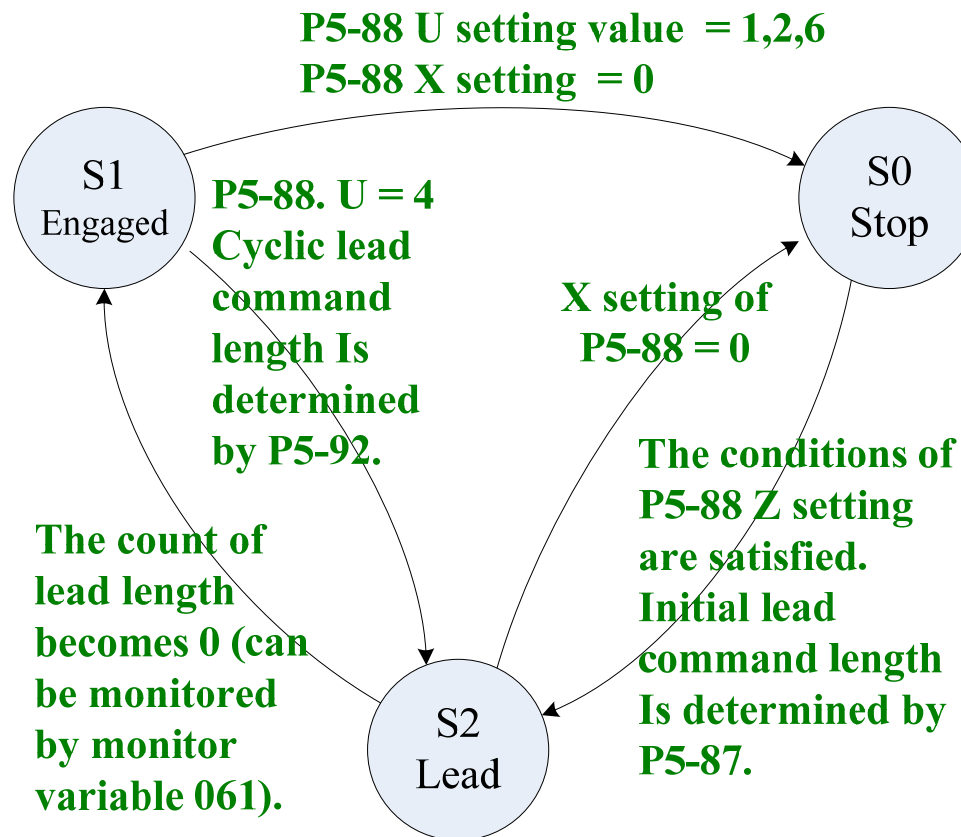 P5-88 U setting value = 1,2,6
P5-88 X setting = 0
S1
Engaged
S0
Stop
P5-88. U = 4
Cyclic lead
command
length Is
determined
by P5-92.
X setting of
P5-88 = 0
The conditions of
P5-88 Z setting
are satisfied.
Initial lead
command length
Is determined by
P5-87.
The count of
lead length
becomes 0 (can
be monitored
by monitor
variable 061).
S2
Lead